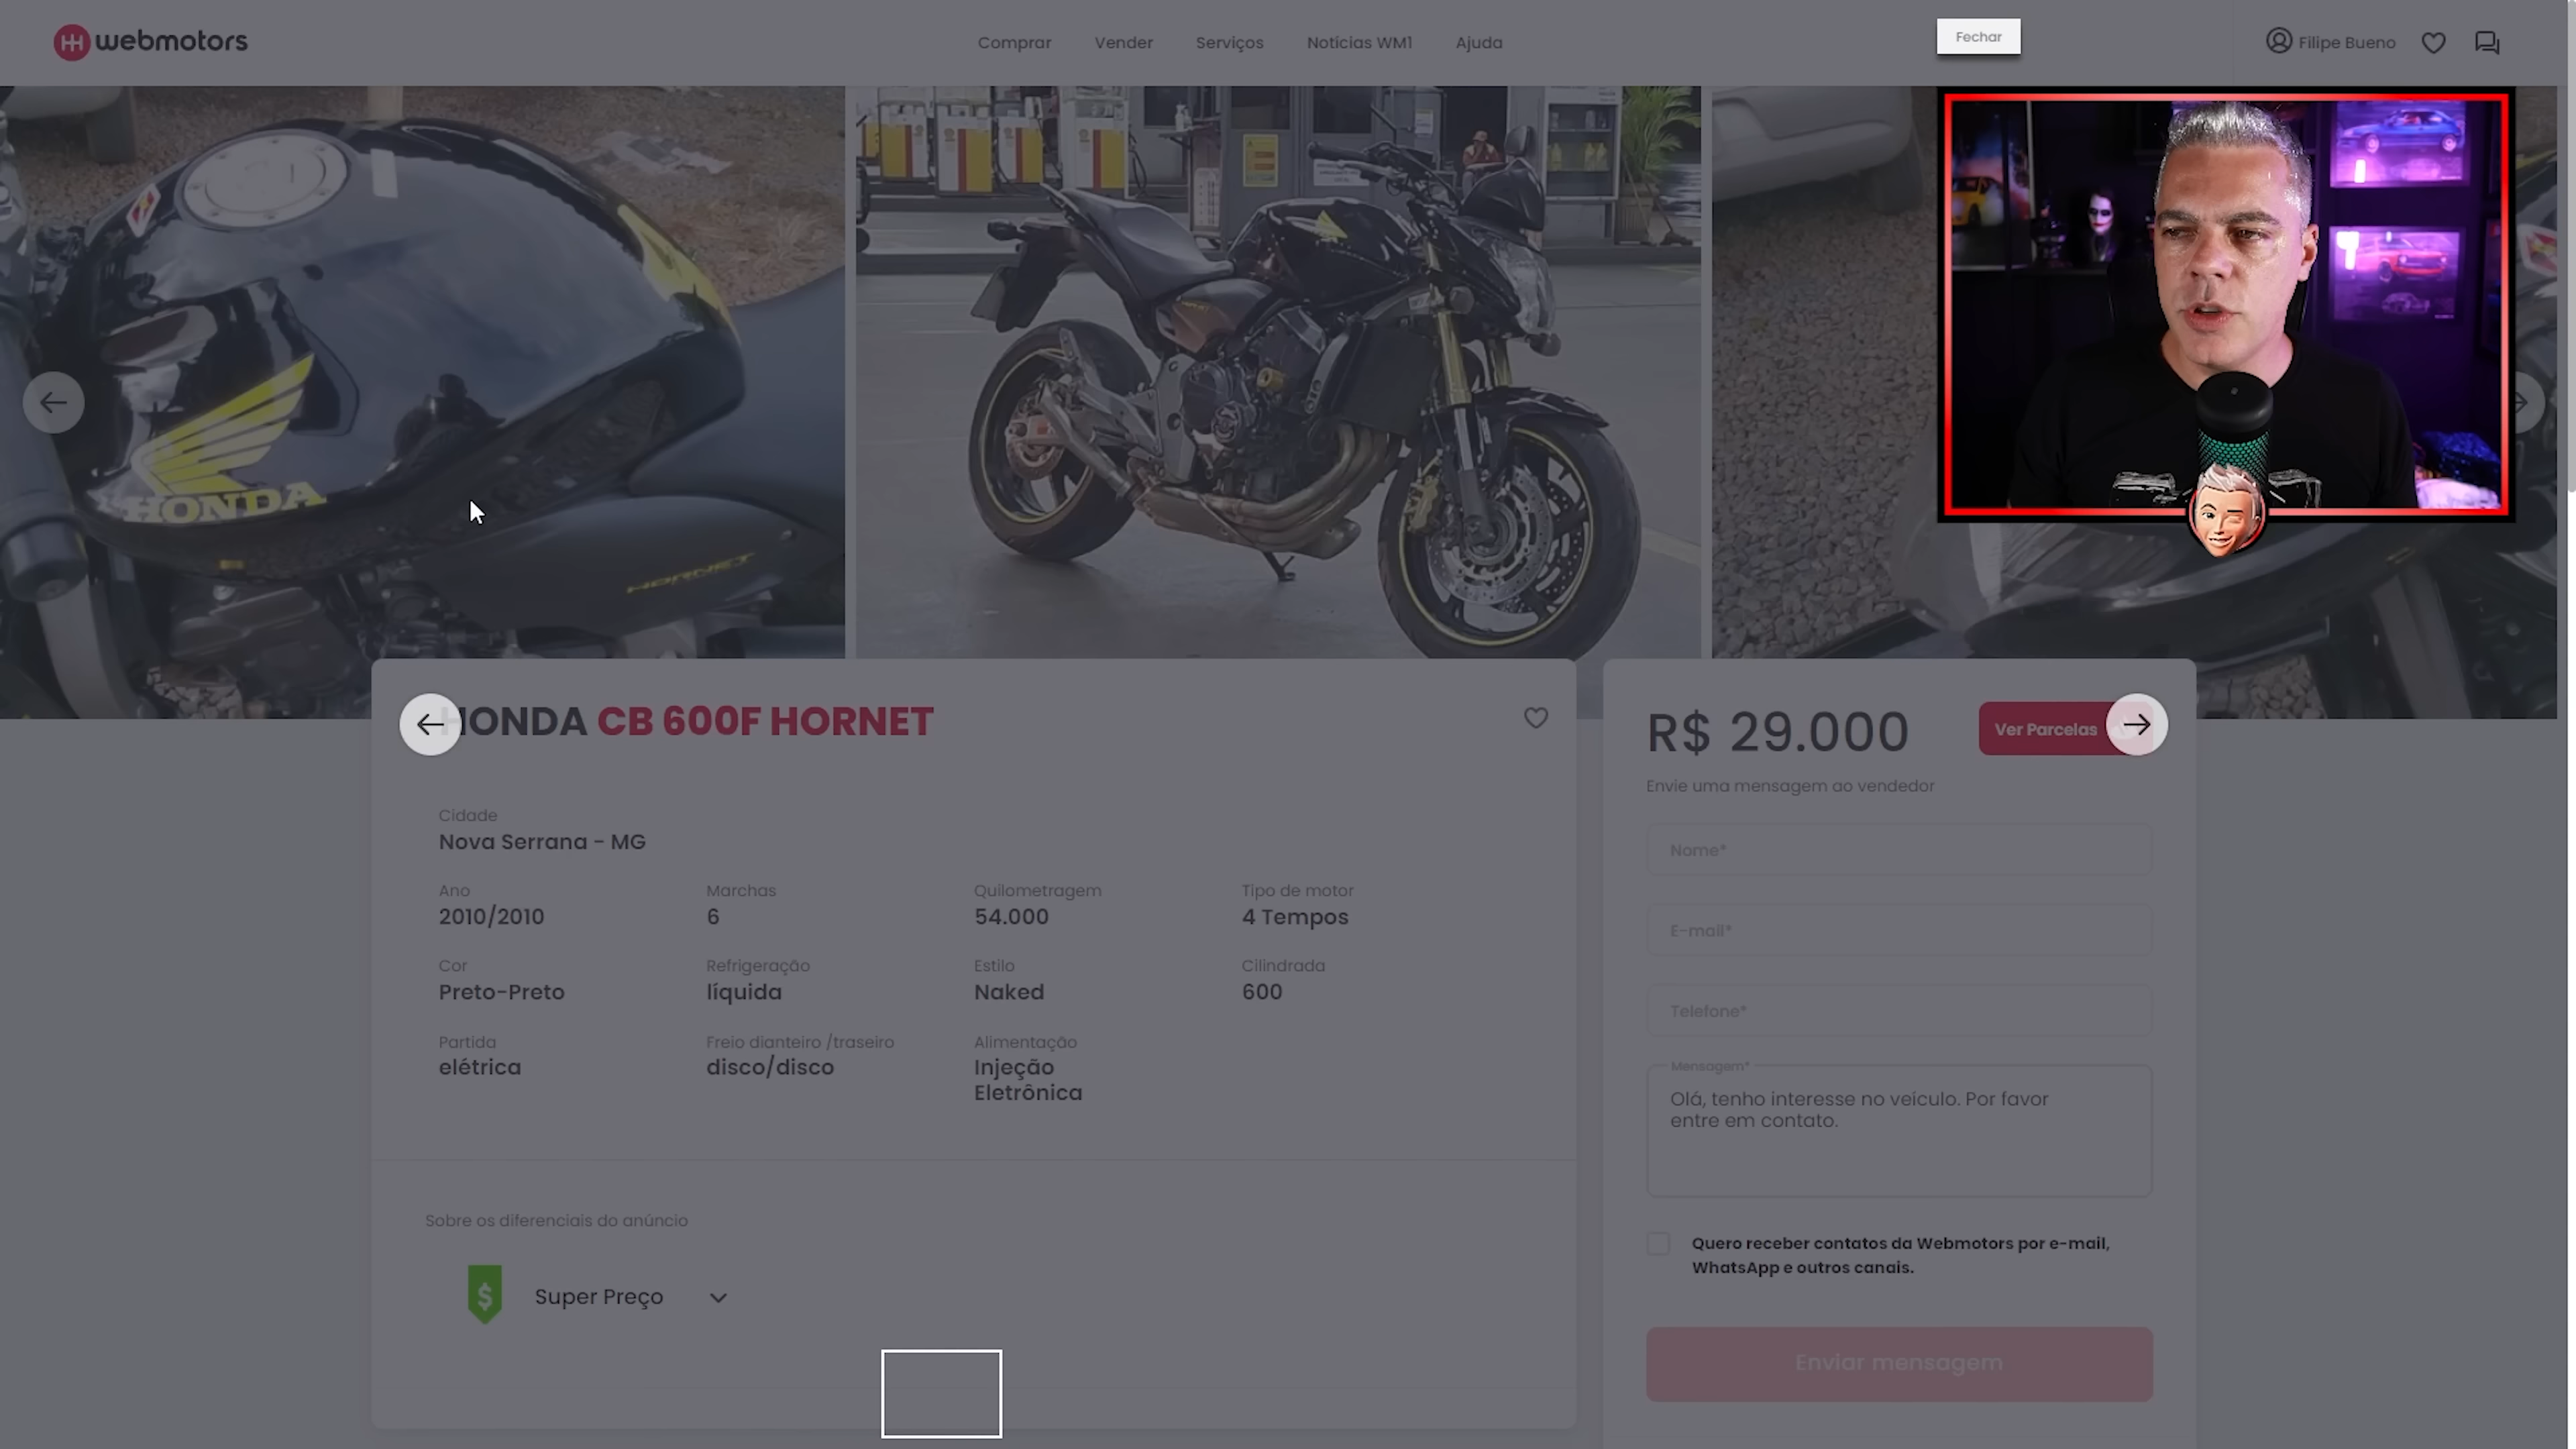 webmotors
Comprar
Vender
Serviços
Notícias WM1
Ajuda
Fechar
Filipe Bueno
HONDA
HORNET
HONDA CB 600F HORNET
Cidade
Nova Serrana - MG
Ano
2010/2010
Marchas
6
Quilometragem
54.000
Tipo de motor
4 Tempos
Cor
Preto-Preto
Refrigeração
líquida
Estilo
Naked
Cilindrada
600
Partida
elétrica
Freio dianteiro /traseiro
disco/disco
Alimentação
Injeção
Eletrônica
Sobre os diferenciais do anúncio
$
Super Preço
R$ 29.000
Ver Parcelas
Envie uma mensagem ao vendedor
Nome*
E-mail*
Telefone*
Mensagem*
Olá, tenho interesse no veículo. Por favor
entre em contato.
Quero receber contatos da Webmotors por e-mail,
WhatsApp e outros canais.
Enviar mensagem